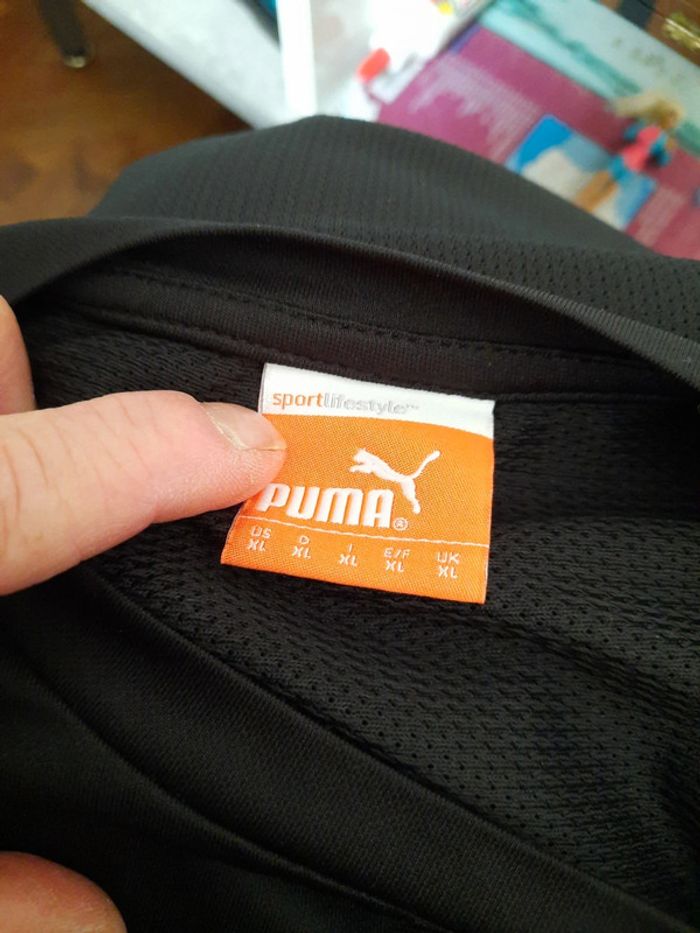 sportlifestyle™
PUMA®
US D I E/F UK
XL XL XL XL XL